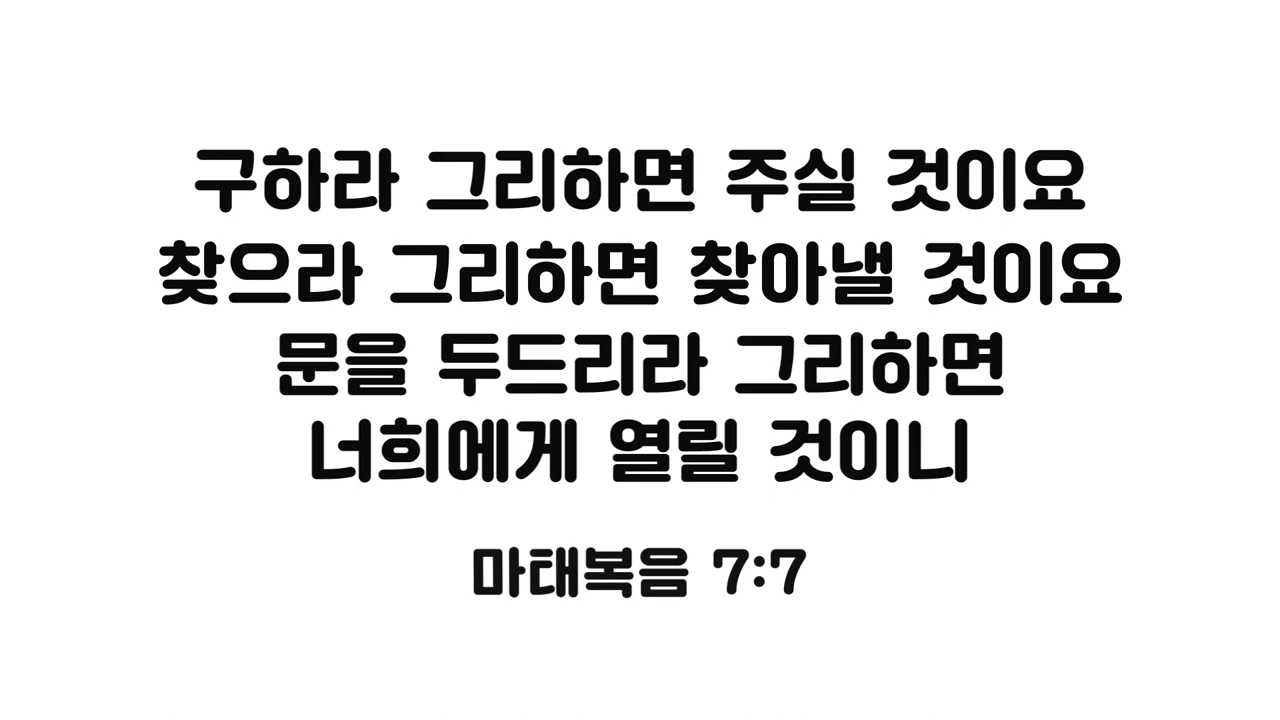 구하라 그리하면 주실 것이요
찾으라 그리하면 찾아낼 것이요
문을 두드리라 그리하면
너희에게 열릴 것이니
마태복음 7:7